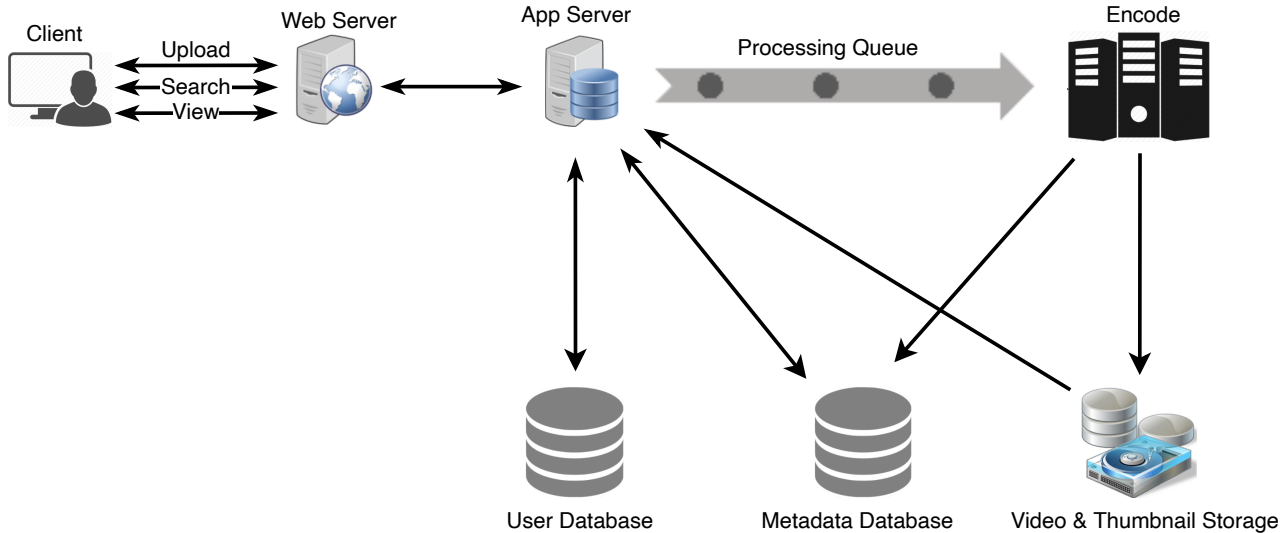 Client
Web Server
App Server
Encode
Upload
Search
View
Processing Queue
User Database
Metadata Database
Video & Thumbnail Storage